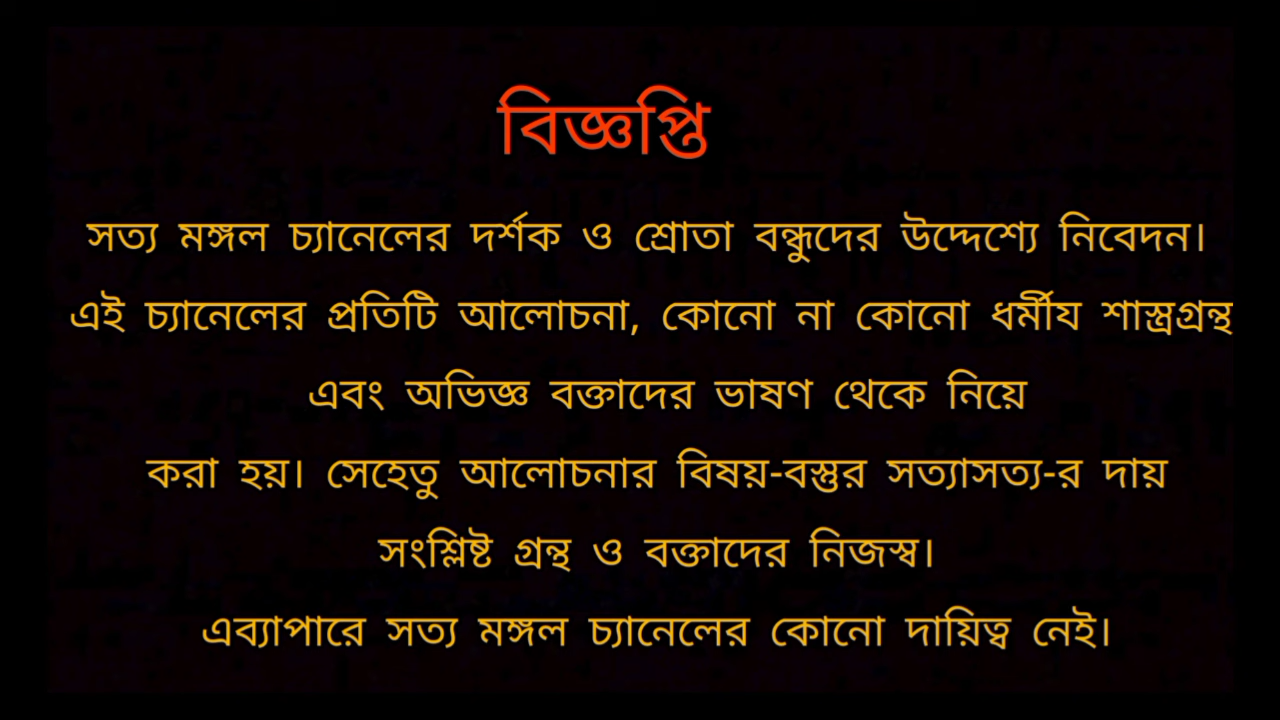 বিজ্ঞপ্তি
সত্য মঙ্গল চ্যানেলের দর্শক ও শ্রোতা বন্ধুদের উদ্দেশ্যে নিবেদন।
এই চ্যানেলের প্রতিটি আলোচনা, কোনো না কোনো ধর্মীয শাস্ত্রগ্রন্থ
এবং অভিজ্ঞ বক্তাদের ভাষণ থেকে নিয়ে
করা হয়। সেহেতু আলোচনার বিষয়-বস্তুর সত্যাসত্য-র দায়
সংশ্লিষ্ট গ্রন্থ ও বক্তাদের নিজস্ব।
এব্যাপারে সত্য মঙ্গল চ্যানেলের কোনো দায়িত্ব নেই।